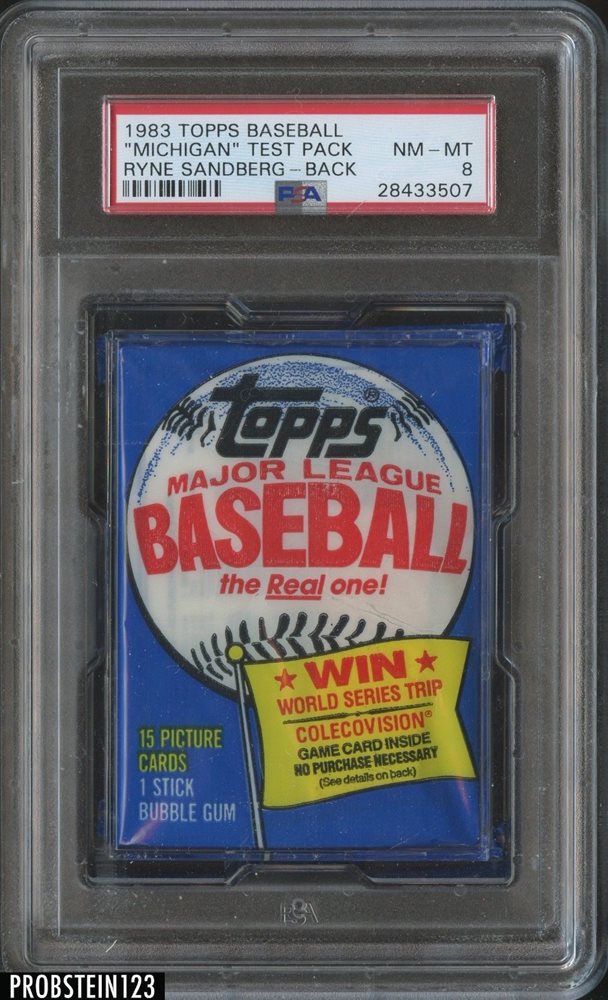 1983 TOPPS BASEBALL
"MICHIGAN" TEST PACK NM - MT
RYNE SANDBERG - BACK 8
PSA 28433507
TOPPS®
MAJOR LEAGUE
BASEBALL
the Real one!
WIN
WORLD SERIES TRIP
COLECOVISION®
GAME CARD INSIDE
NO PURCHASE NECESSARY
(See details on back)
15 PICTURE
CARDS
1 STICK
BUBBLE GUM
PSA
PROBSTEIN123